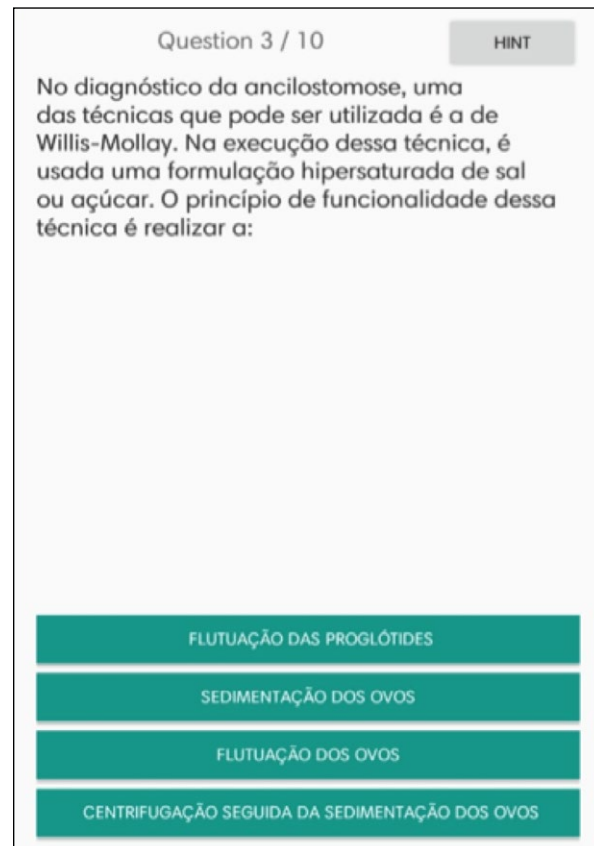 Question 3 / 10
HINT
No diagnóstico da ancilostomose, uma
das técnicas que pode ser utilizada é a de
Willis-Mollay. Na execução dessa técnica, é
usada uma formulação hipersaturada de sal
ou açúcar. O princípio de funcionalidade dessa
técnica é realizar a:
FLUTUAÇÃO DAS PROGLÓTIDES
SEDIMENTAÇÃO DOS OVOS
FLUTUAÇÃO DOS OVOS
CENTRIFUGAÇÃO SEGUIDA DA SEDIMENTAÇÃO DOS OVOS